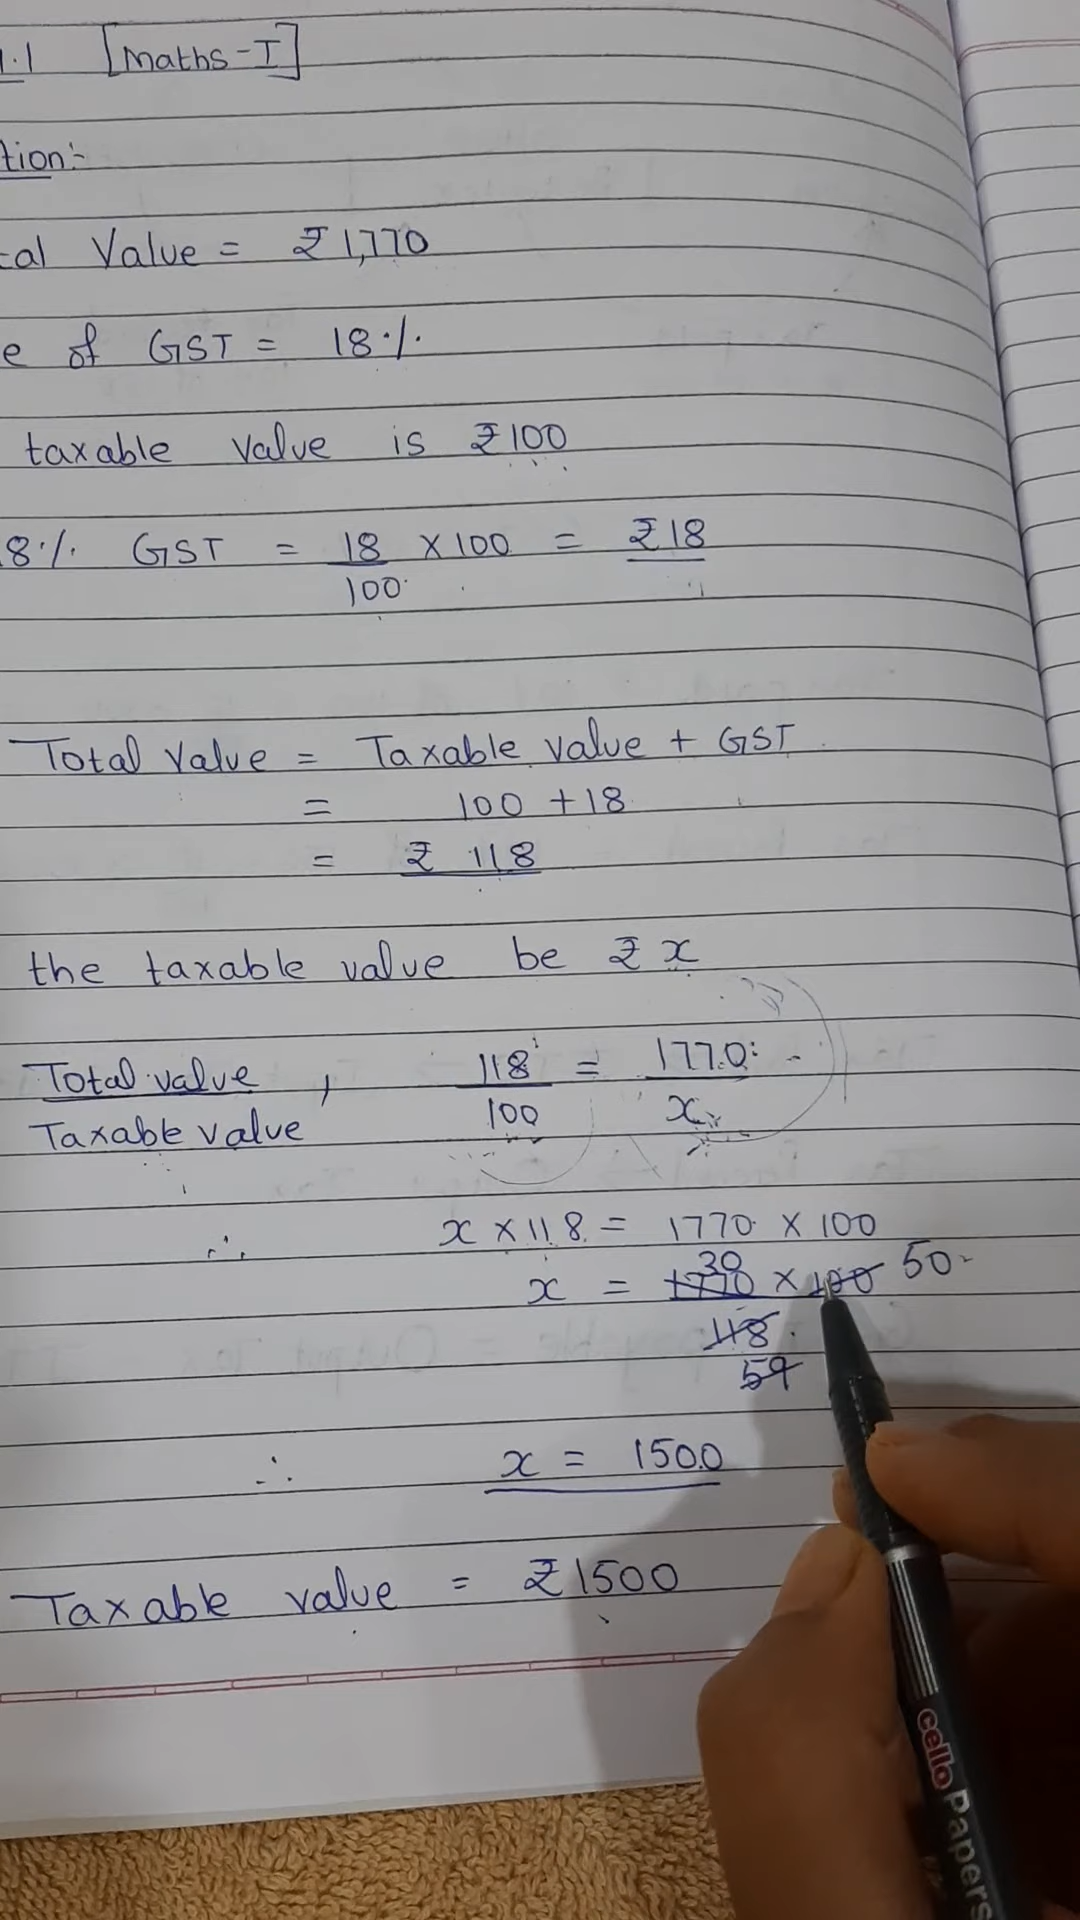 1.1 [Maths-I]
tion:-
tal Value = ₹1,770
e of GST = 18%
taxable value is ₹100
8% GST = 18/100 × 100 = ₹18
Total Value = Taxable value + GST
= 100 + 18
= ₹ 118
the taxable value be ₹ x
Total value / Taxable value , 118/100 = 1770/x
∴ x × 118 = 1770 × 100
30 50
x = 1770 × 100
118
59
∴ x = 1500
Taxable value = ₹1500
cello Papers